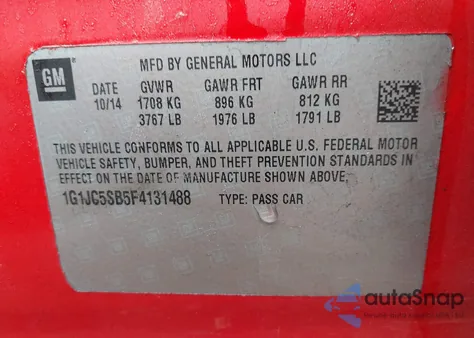 GM
MFD BY GENERAL MOTORS LLC
DATE GVWR GAWR FRT GAWR RR
10/14 1708 KG 896 KG 812 KG
3767 LB 1976 LB 1791 LB
THIS VEHICLE CONFORMS TO ALL APPLICABLE U.S. FEDERAL MOTOR
VEHICLE SAFETY, BUMPER, AND THEFT PREVENTION STANDARDS IN
EFFECT ON THE DATE OF MANUFACTURE SHOWN ABOVE.
1G1JC5SB5F4131488 TYPE: PASS CAR
autoSnap